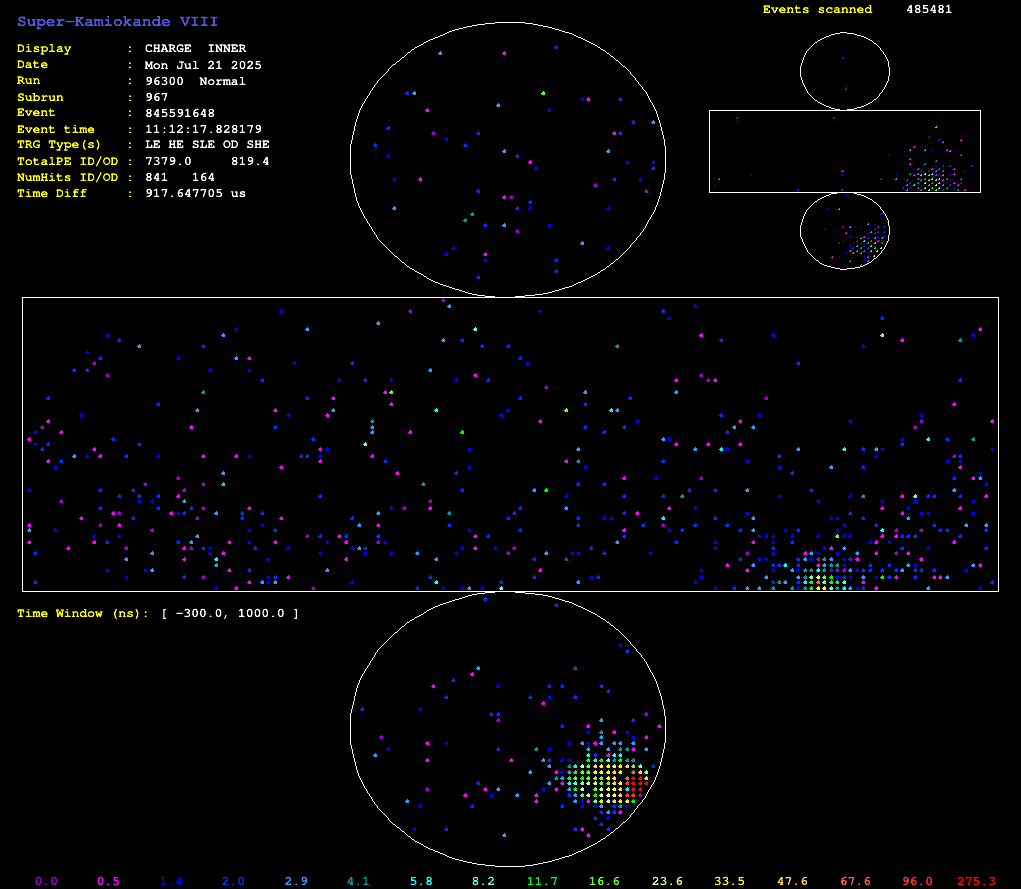 Super-Kamiokande VIII
Events scanned 485481
Display : CHARGE INNER
Date : Mon Jul 21 2025
Run : 96300 Normal
Subrun : 967
Event : 845591648
Event time : 11:12:17.828179
TRG Type(s) : LE HE SLE OD SHE
TotalPE ID/OD : 7379.0 819.4
NumHits ID/OD : 841 164
Time Diff : 917.647705 us
Time Window (ns): [ -300.0, 1000.0 ]
0.0 0.5 1.4 2.0 2.9 4.1 5.8 8.2 11.7 16.6 23.6 33.5 47.6 67.6 96.0 275.3